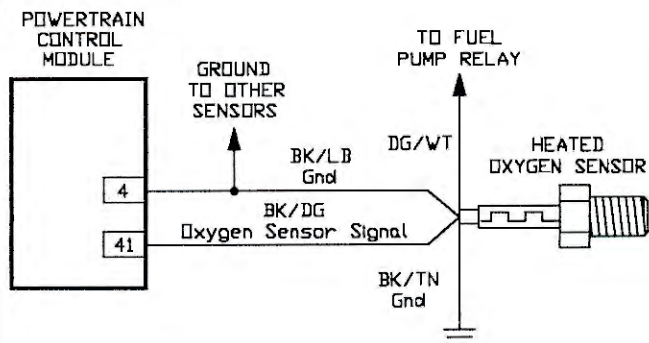 POWERTRAIN
CONTROL
MODULE
GROUND
TO OTHER
SENSORS
TO FUEL
PUMP RELAY
DG/WT
HEATED
OXYGEN SENSOR
BK/LB
Gnd
4
BK/DG
Oxygen Sensor Signal
41
BK/TN
Gnd